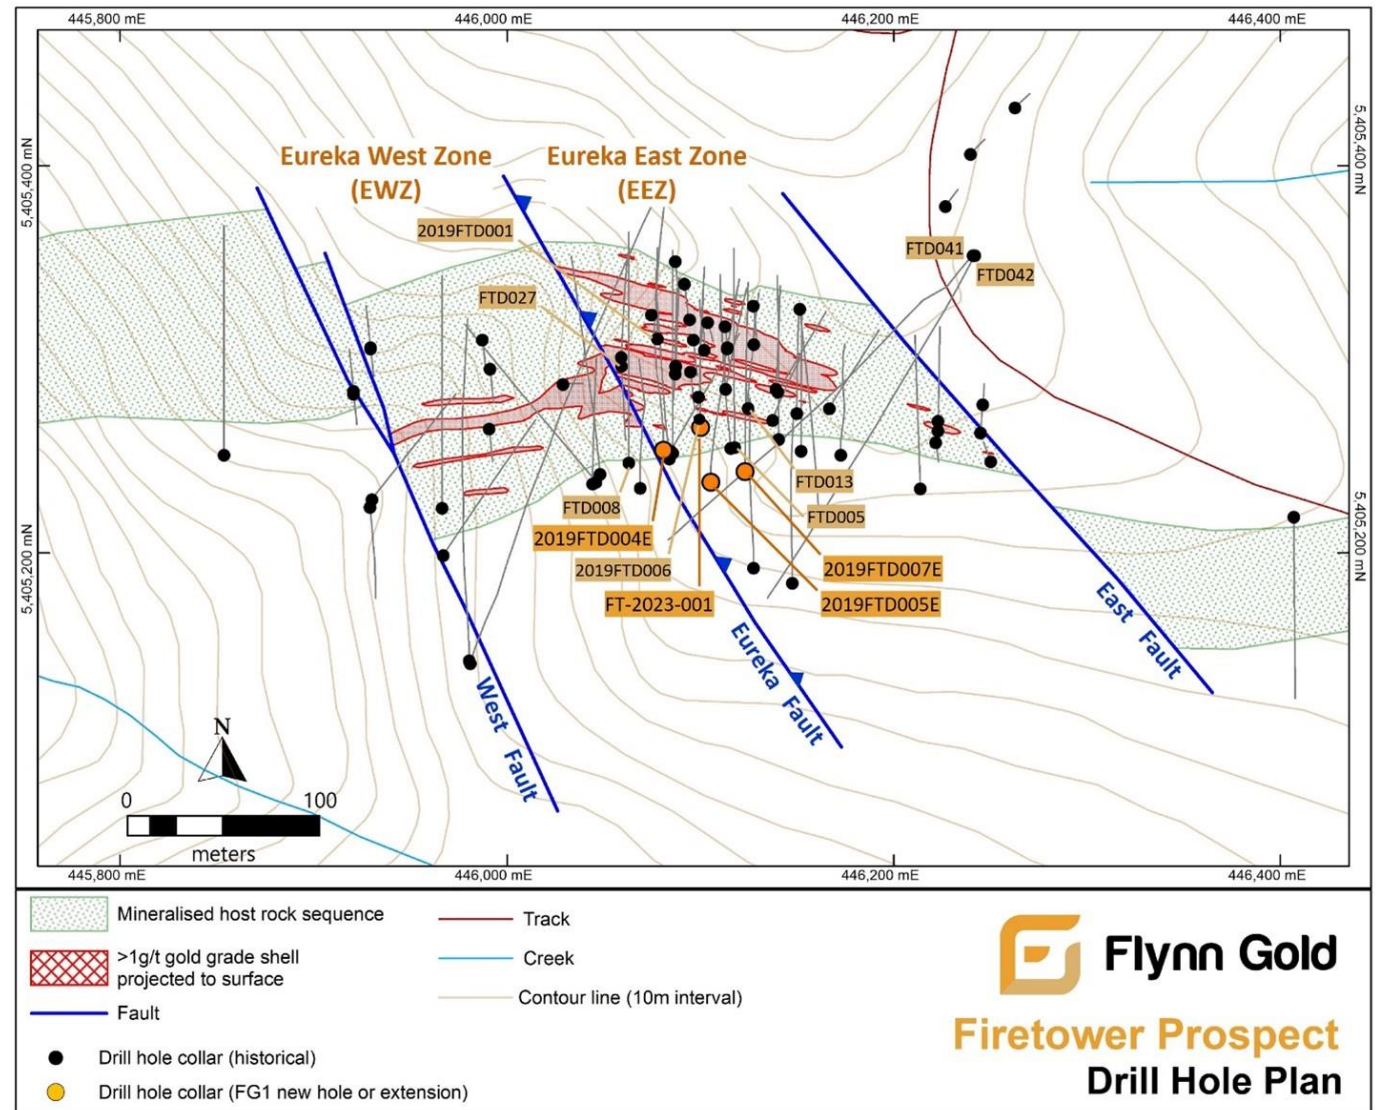 445,800 mE
446,000 mE
446,200 mE
446,400 mE
5,405,400 mN
5,405,400 mN
Eureka West Zone
(EWZ)
Eureka East Zone
(EEZ)
2019FTD001
FTD041
FTD042
FTD027
FTD013
FTD008
FTD005
2019FTD004E
2019FTD006
2019FTD007E
FT-2023-001
2019FTD005E
5,405,200 mN
5,405,200 mN
East Fault
Eureka Fault
West Fault
N
0 100
meters
445,800 mE
446,000 mE
446,200 mE
446,400 mE
Mineralised host rock sequence
>1g/t gold grade shell
projected to surface
Fault
Drill hole collar (historical)
Drill hole collar (FG1 new hole or extension)
Track
Creek
Contour line (10m interval)
Flynn Gold
Firetower Prospect
Drill Hole Plan